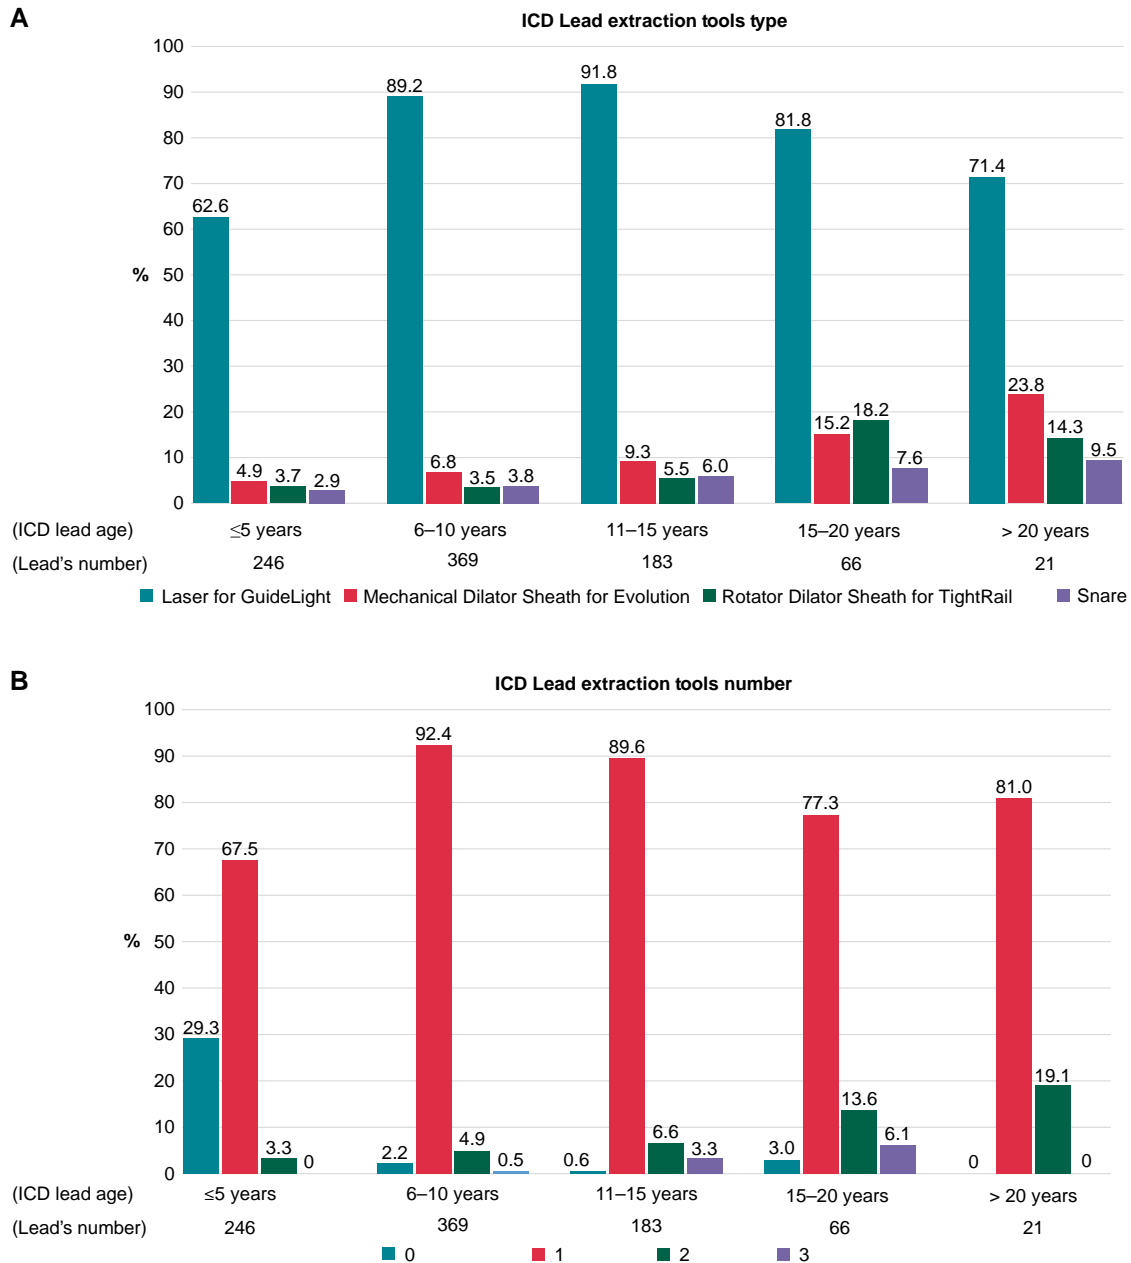 A
ICD Lead extraction tools type
100
90
80
70
60
% 50
40
30
20
10
0
62.6 4.9 3.7 2.9
89.2 6.8 3.5 3.8
91.8 9.3 5.5 6.0
81.8 15.2 18.2 7.6
71.4 23.8 14.3 9.5
(ICD lead age) ≤5 years 6–10 years 11–15 years 15–20 years > 20 years
(Lead's number) 246 369 183 66 21
Laser for GuideLight Mechanical Dilator Sheath for Evolution Rotator Dilator Sheath for TightRail Snare
B
ICD Lead extraction tools number
100
90
80
70
60
% 50
40
30
20
10
0
29.3 67.5 3.3 0
2.2 92.4 4.9 0.5
0.6 89.6 6.6 3.3
3.0 77.3 13.6 6.1
0 81.0 19.1 0
(ICD lead age) ≤5 years 6–10 years 11–15 years 15–20 years > 20 years
(Lead's number) 246 369 183 66 21
0 1 2 3